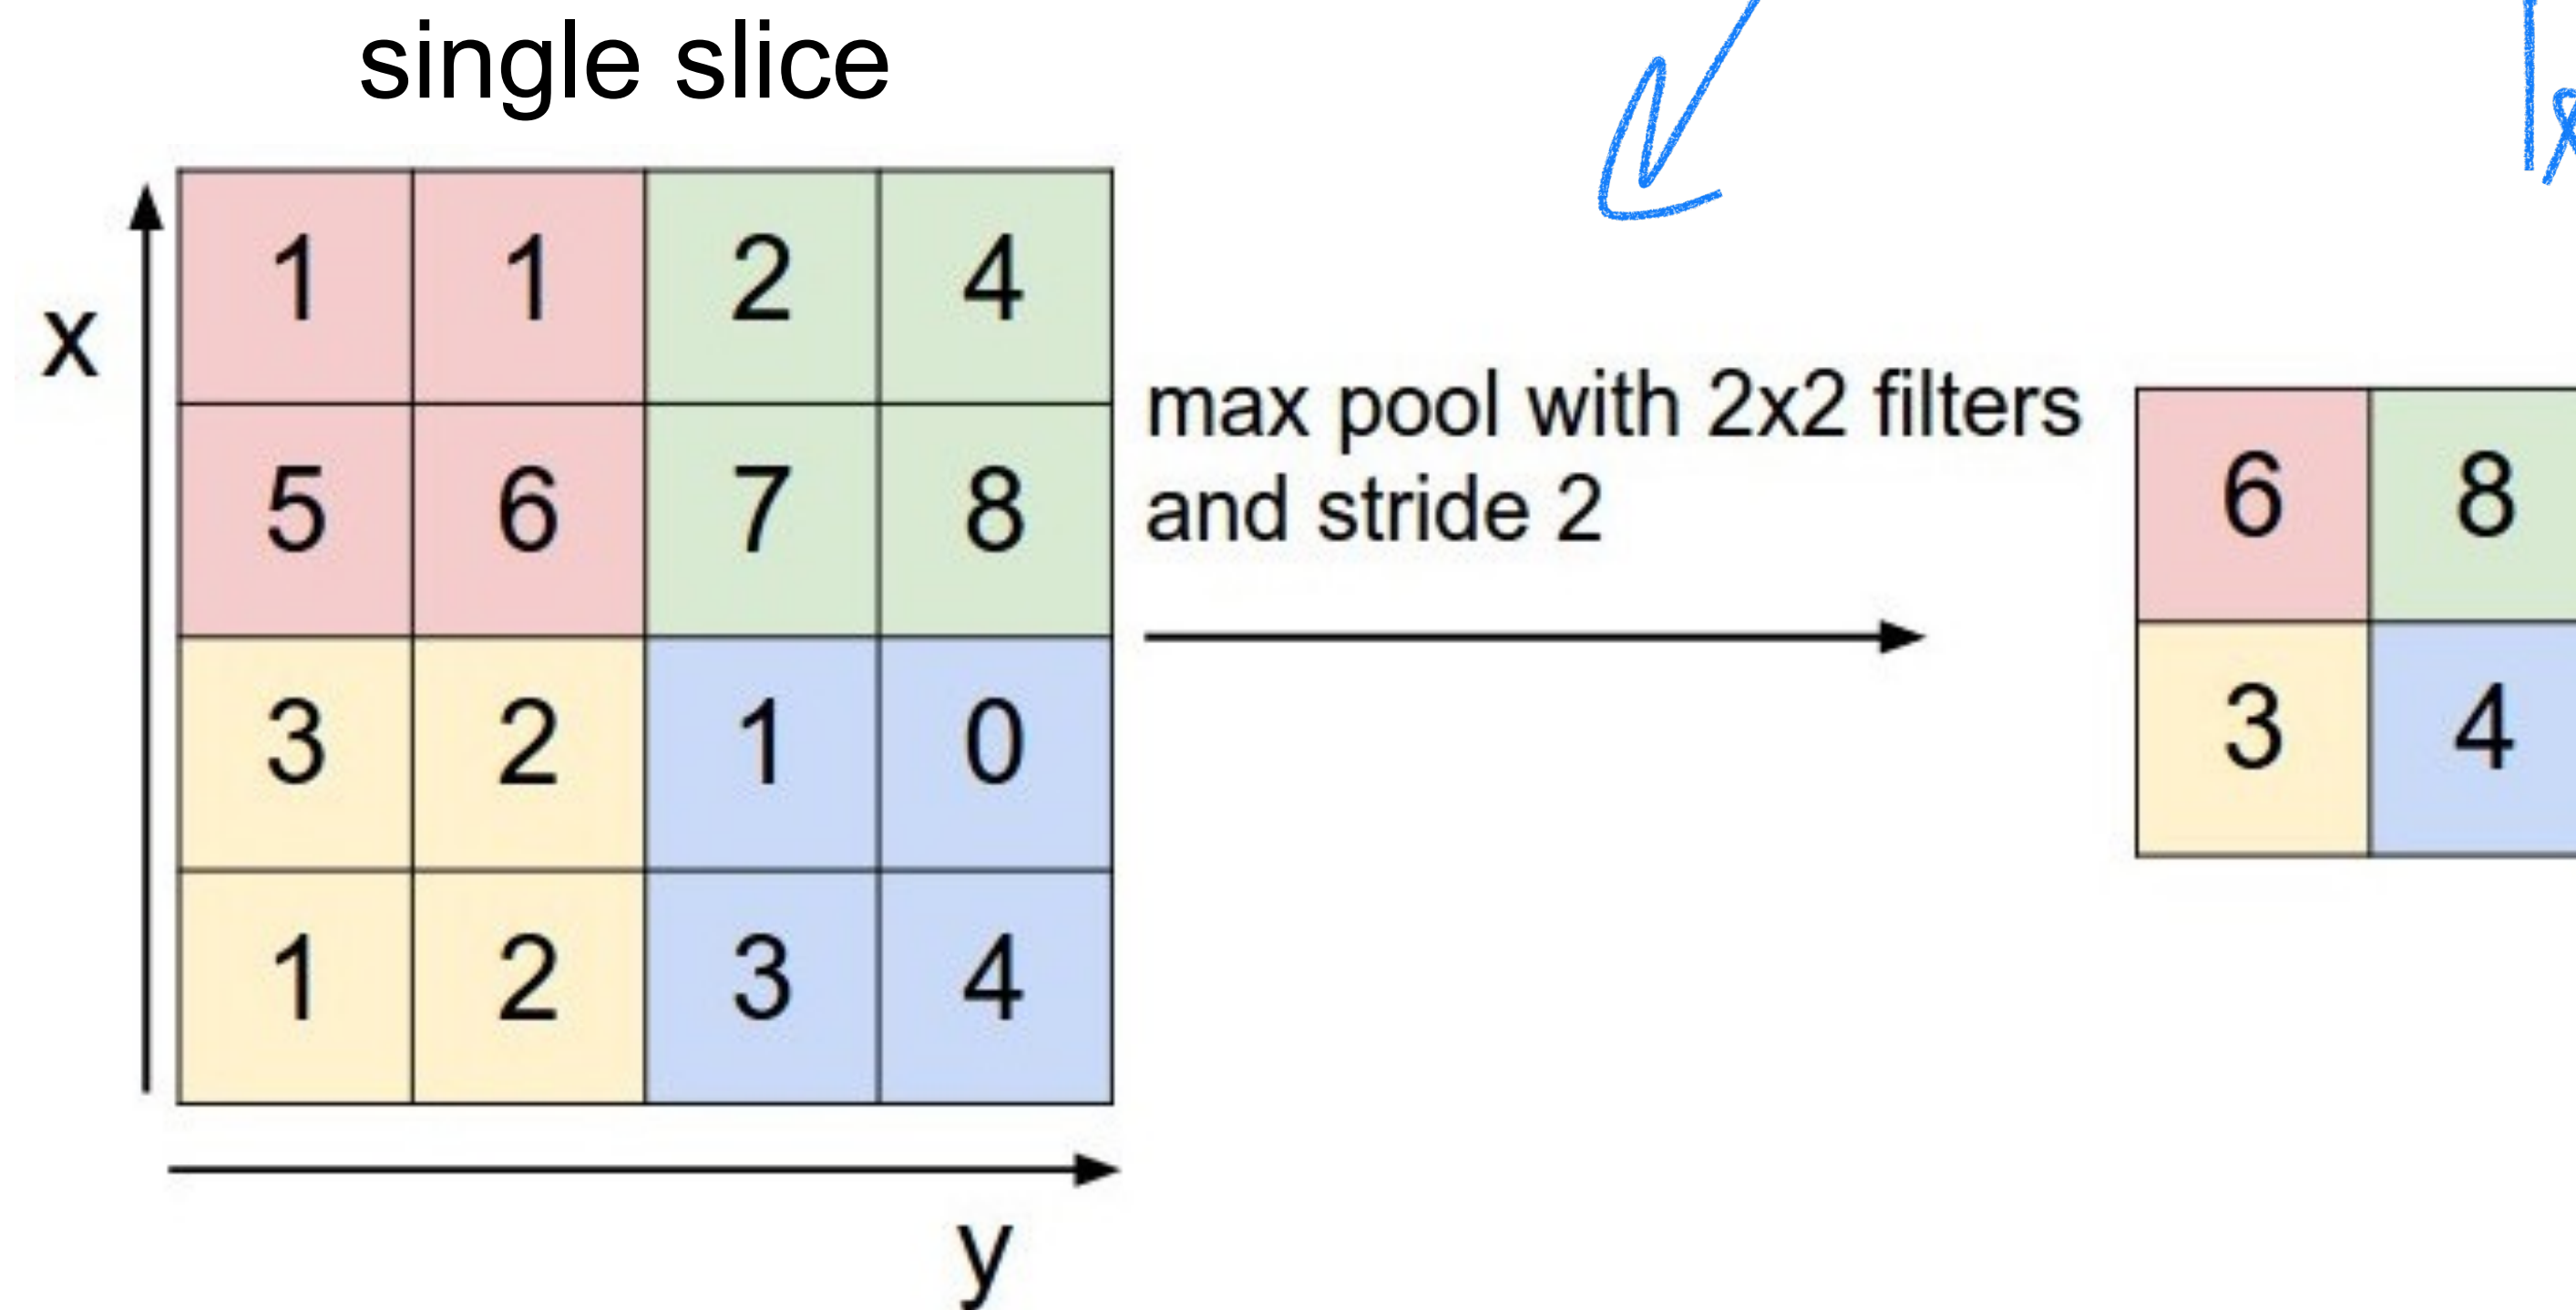 single slice
x
1 1 2 4
5 6 7 8
3 2 1 0
1 2 3 4
y
max pool with 2x2 filters
and stride 2
6 8
3 4